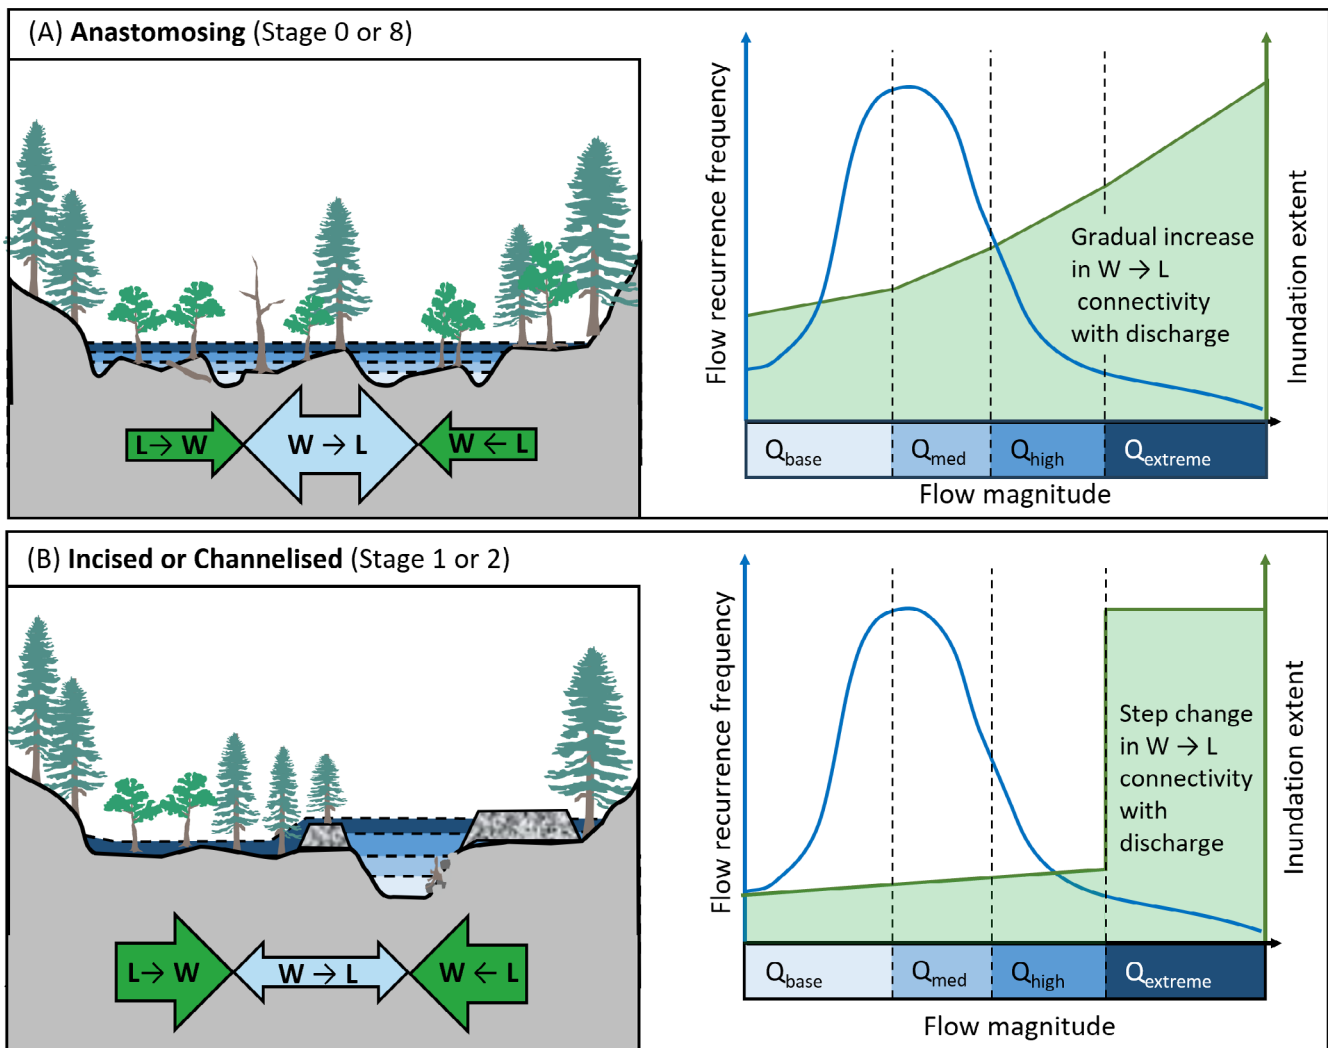 (A) Anastomosing (Stage 0 or 8)
L→ W
W → L
W ← L
Flow recurrence frequency
Gradual increase
in W → L
connectivity
with discharge
Inundation extent
Qbase
Qmed
Qhigh
Qextreme
Flow magnitude
(B) Incised or Channelised (Stage 1 or 2)
L→ W
W → L
W ← L
Flow recurrence frequency
Step change
in W → L
connectivity
with
discharge
Inundation extent
Qbase
Qmed
Qhigh
Qextreme
Flow magnitude